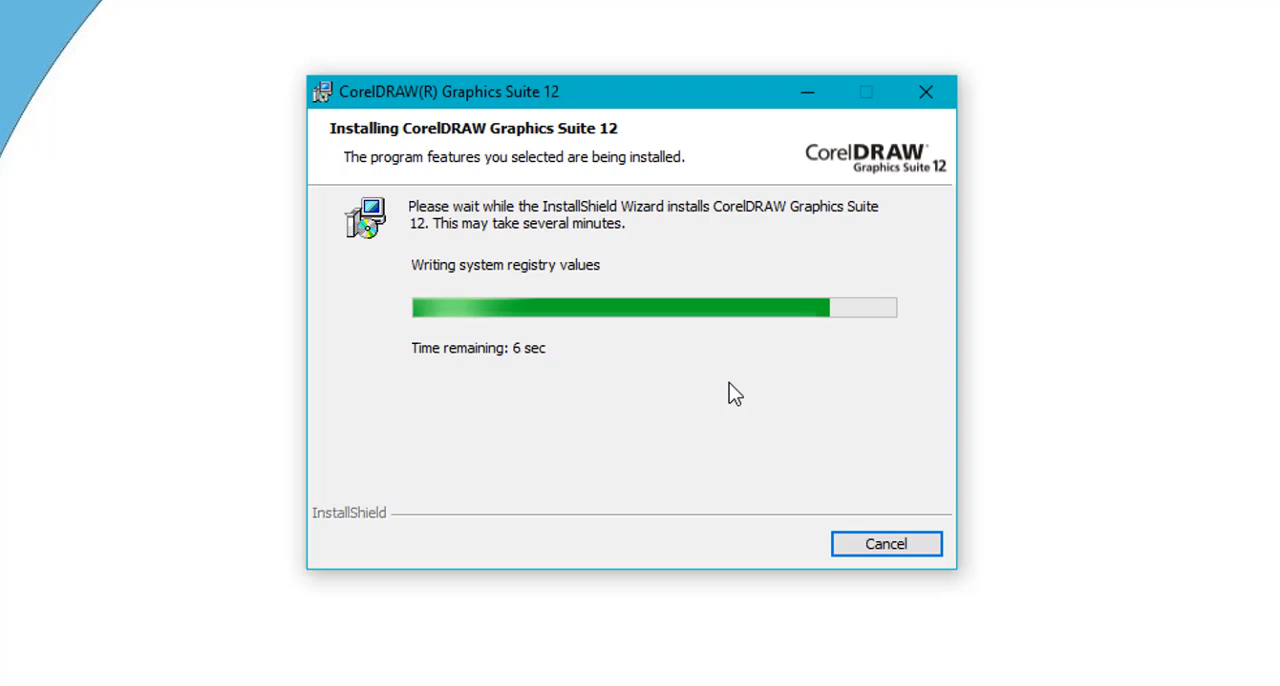 CorelDRAW(R) Graphics Suite 12
Installing CorelDRAW Graphics Suite 12
The program features you selected are being installed.
CorelDRAW
Graphics Suite 12
Please wait while the InstallShield Wizard installs CorelDRAW Graphics Suite
12. This may take several minutes.
Writing system registry values
Time remaining: 6 sec
InstallShield
Cancel